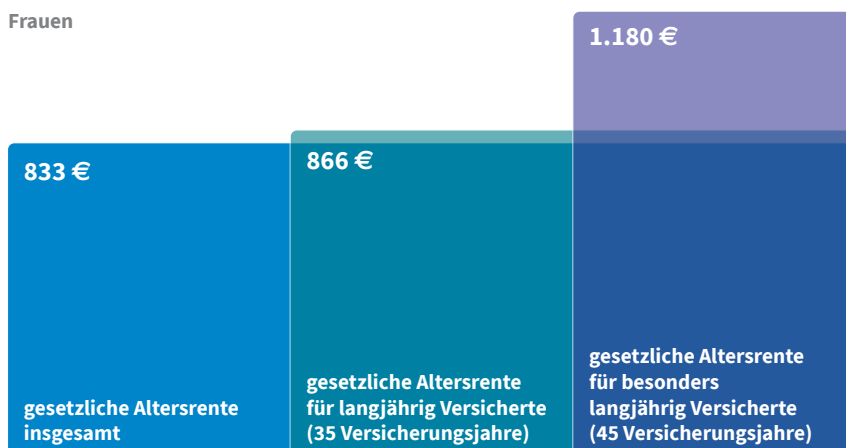 Frauen
833 €
gesetzliche Altersrente
insgesamt
866 €
gesetzliche Altersrente
für langjährig Versicherte
(35 Versicherungsjahre)
1.180 €
gesetzliche Altersrente
für besonders
langjährig Versicherte
(45 Versicherungsjahre)